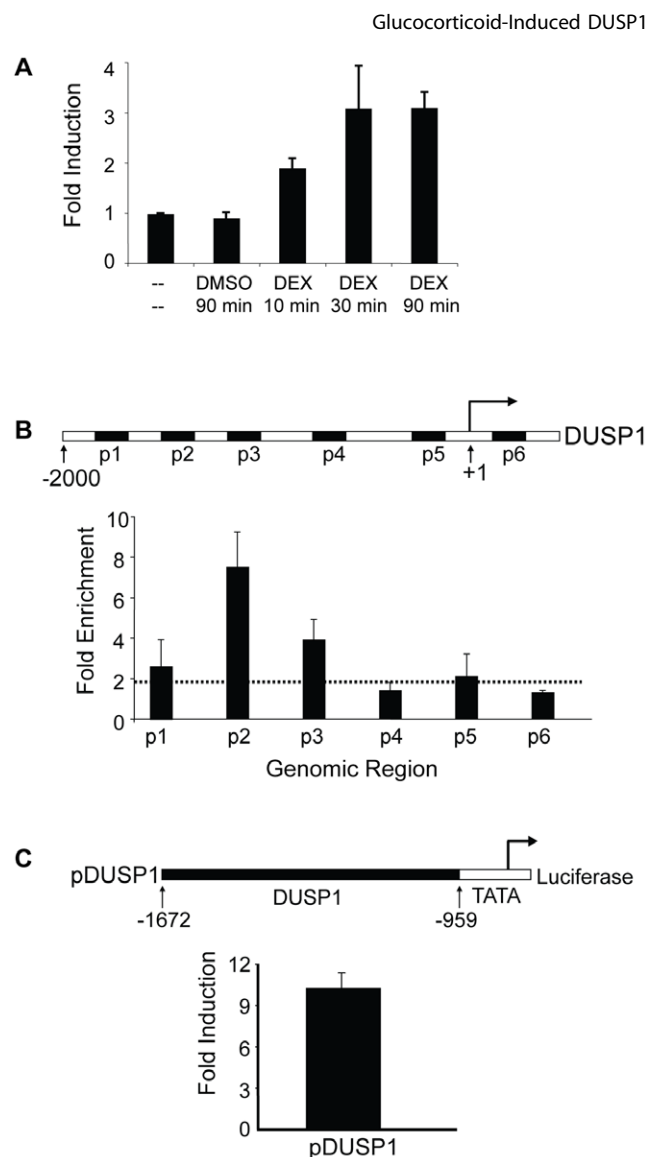 Glucocorticoid-Induced DUSP1
A
Fold Induction
4
3
2
1
0
-- DMSO DEX DEX DEX
-- 90 min 10 min 30 min 90 min
B
DUSP1
p1 p2 p3 p4 p5 p6
-2000 +1
Fold Enrichment
10
8
6
4
2
0
p1 p2 p3 p4 p5 p6
Genomic Region
C
pDUSP1 Luciferase
DUSP1 TATA
-1672 -959
Fold Induction
12
9
6
3
0
pDUSP1